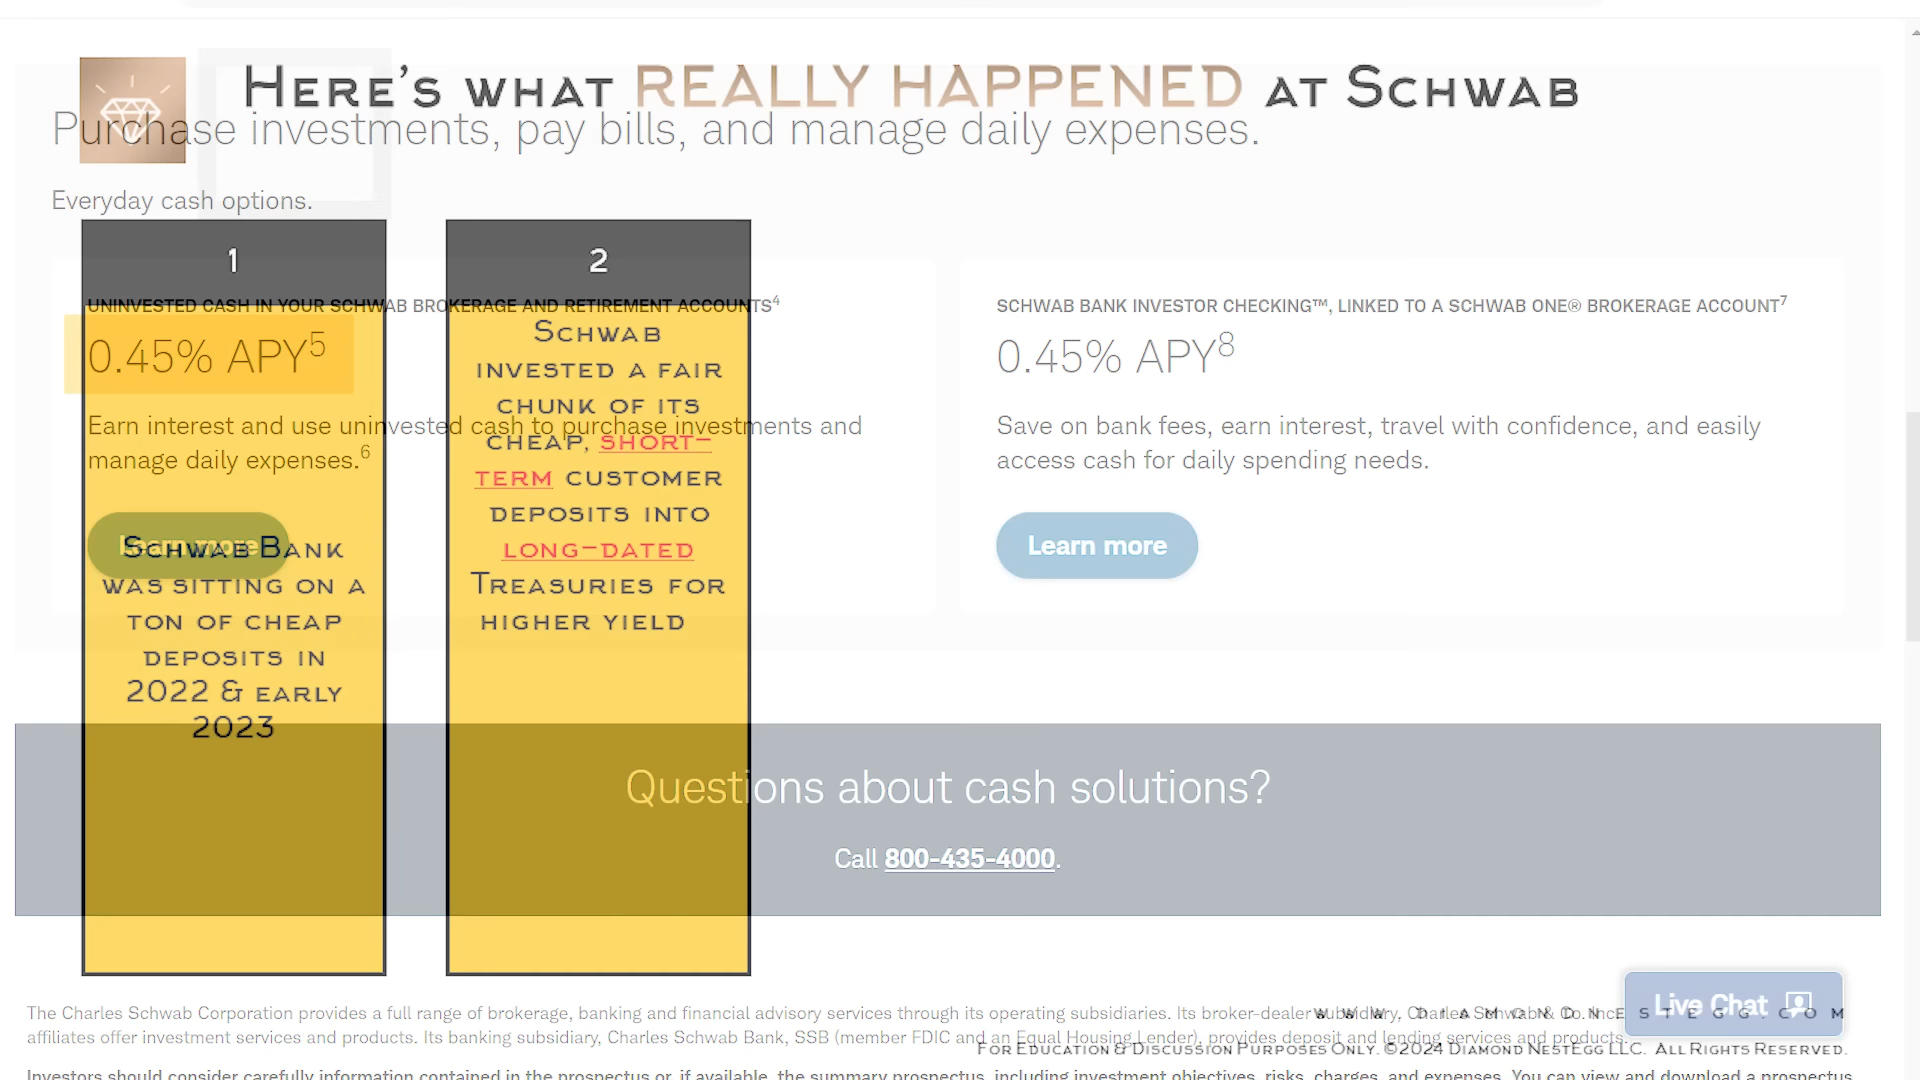 HERE'S WHAT REALLY HAPPENED AT SCHWAB
Purchase investments, pay bills, and manage daily expenses.
Everyday cash options.
1
2
UNINVESTED CASH IN YOUR SCHWAB BROKERAGE AND RETIREMENT ACCOUNTS4
0.45% APY5
Earn interest and use uninvested cash to purchase investments and
manage daily expenses.6
Learn more
SCHWAB BANK
WAS SITTING ON A
TON OF CHEAP
DEPOSITS IN
2022 & EARLY
2023
SCHWAB
INVESTED A FAIR
CHUNK OF ITS
CHEAP, SHORT-
TERM CUSTOMER
DEPOSITS INTO
LONG-DATED
TREASURIES FOR
HIGHER YIELD
SCHWAB BANK INVESTOR CHECKING™, LINKED TO A SCHWAB ONE® BROKERAGE ACCOUNT7
0.45% APY8
Save on bank fees, earn interest, travel with confidence, and easily
access cash for daily spending needs.
Learn more
Questions about cash solutions?
Call 800-435-4000.
Live Chat
The Charles Schwab Corporation provides a full range of brokerage, banking and financial advisory services through its operating subsidiaries. Its broker-dealer subsidiary, Charles Schwab & Co. Inc
affiliates offer investment services and products. Its banking subsidiary, Charles Schwab Bank, SSB (member FDIC and an Equal Housing Lender), provides deposit and lending services and products.
WWW.DIAMONDNESTEGG.COM
FOR EDUCATION & DISCUSSION PURPOSES ONLY. ©2024 DIAMOND NESTEGG LLC. ALL RIGHTS RESERVED.
Investors should consider carefully information contained in the prospectus or, if available, the summary prospectus, including investment objectives, risks, charges, and expenses. You can view and download a prospectus